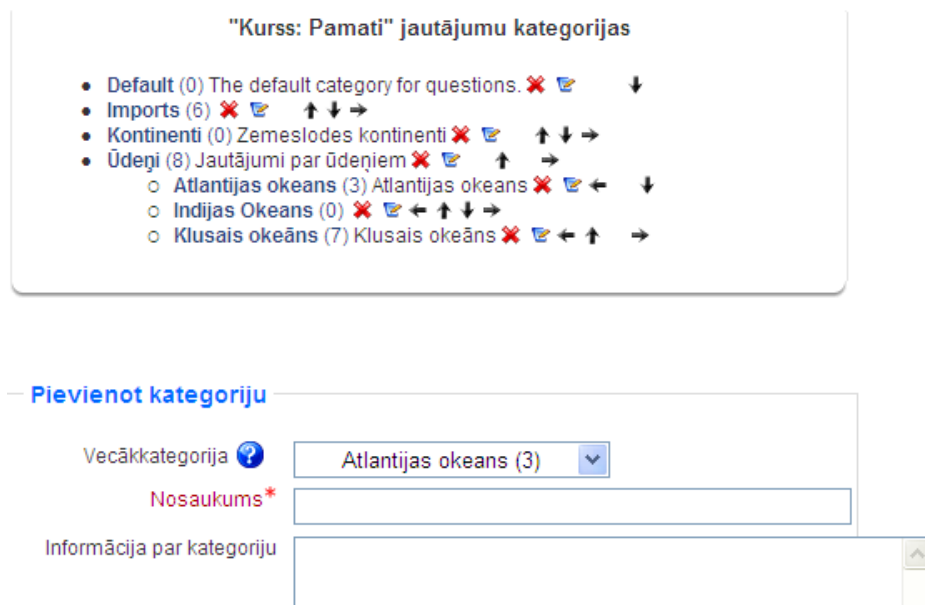 "Kurss: Pamati" jautājumu kategorijas
Default (0) The default category for questions.
Imports (6)
Kontinenti (0) Zemeslodes kontinenti
Ūdeņi (8) Jautājumi par ūdeņiem
Atlantijas okeans (3) Atlantijas okeans
Indijas Okeans (0)
Klusais okeāns (7) Klusais okeāns
Pievienot kategoriju
Vecākkategorija ?
Atlantijas okeans (3)
Nosaukums*
Informācija par kategoriju